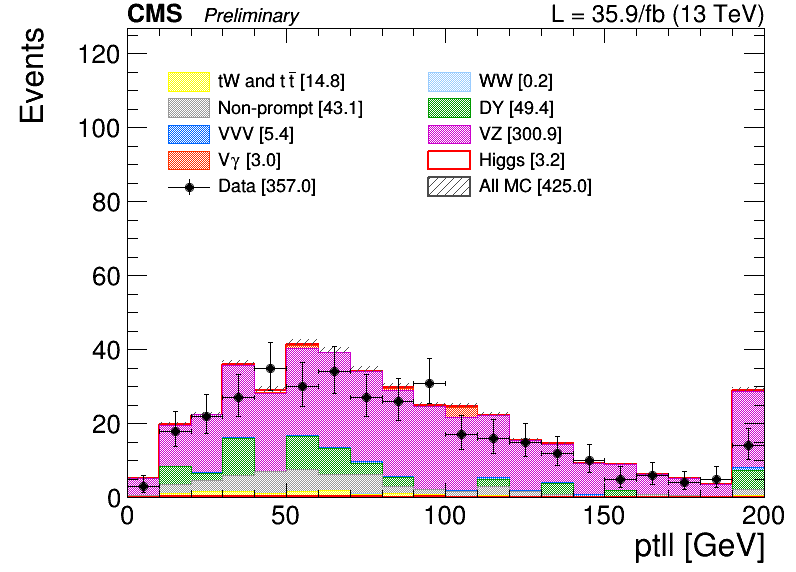 CMS Preliminary L = 35.9/fb (13 TeV)
Events
120
100
80
60
40
20
0
tW and tt̄ [14.8] WW [0.2]
Non-prompt [43.1] DY [49.4]
VVV [5.4] VZ [300.9]
Vγ [3.0] Higgs [3.2]
Data [357.0] All MC [425.0]
0 50 100 150 200
ptll [GeV]